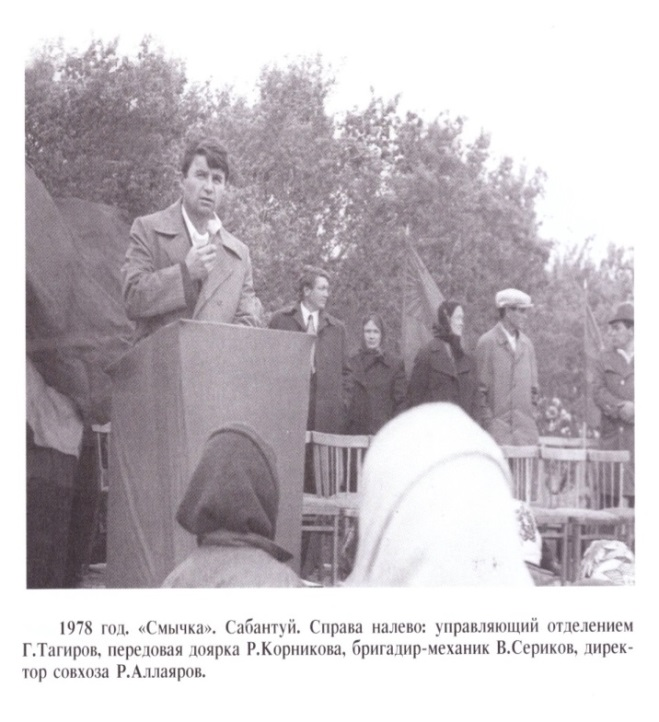 1978 год. «Смычка». Сабантуй. Справа налево: управляющий отделением
Г.Тагиров, передовая доярка Р.Корникова, бригадир-механик В.Сериков, дирек-
тор совхоза Р.Аллаяров.